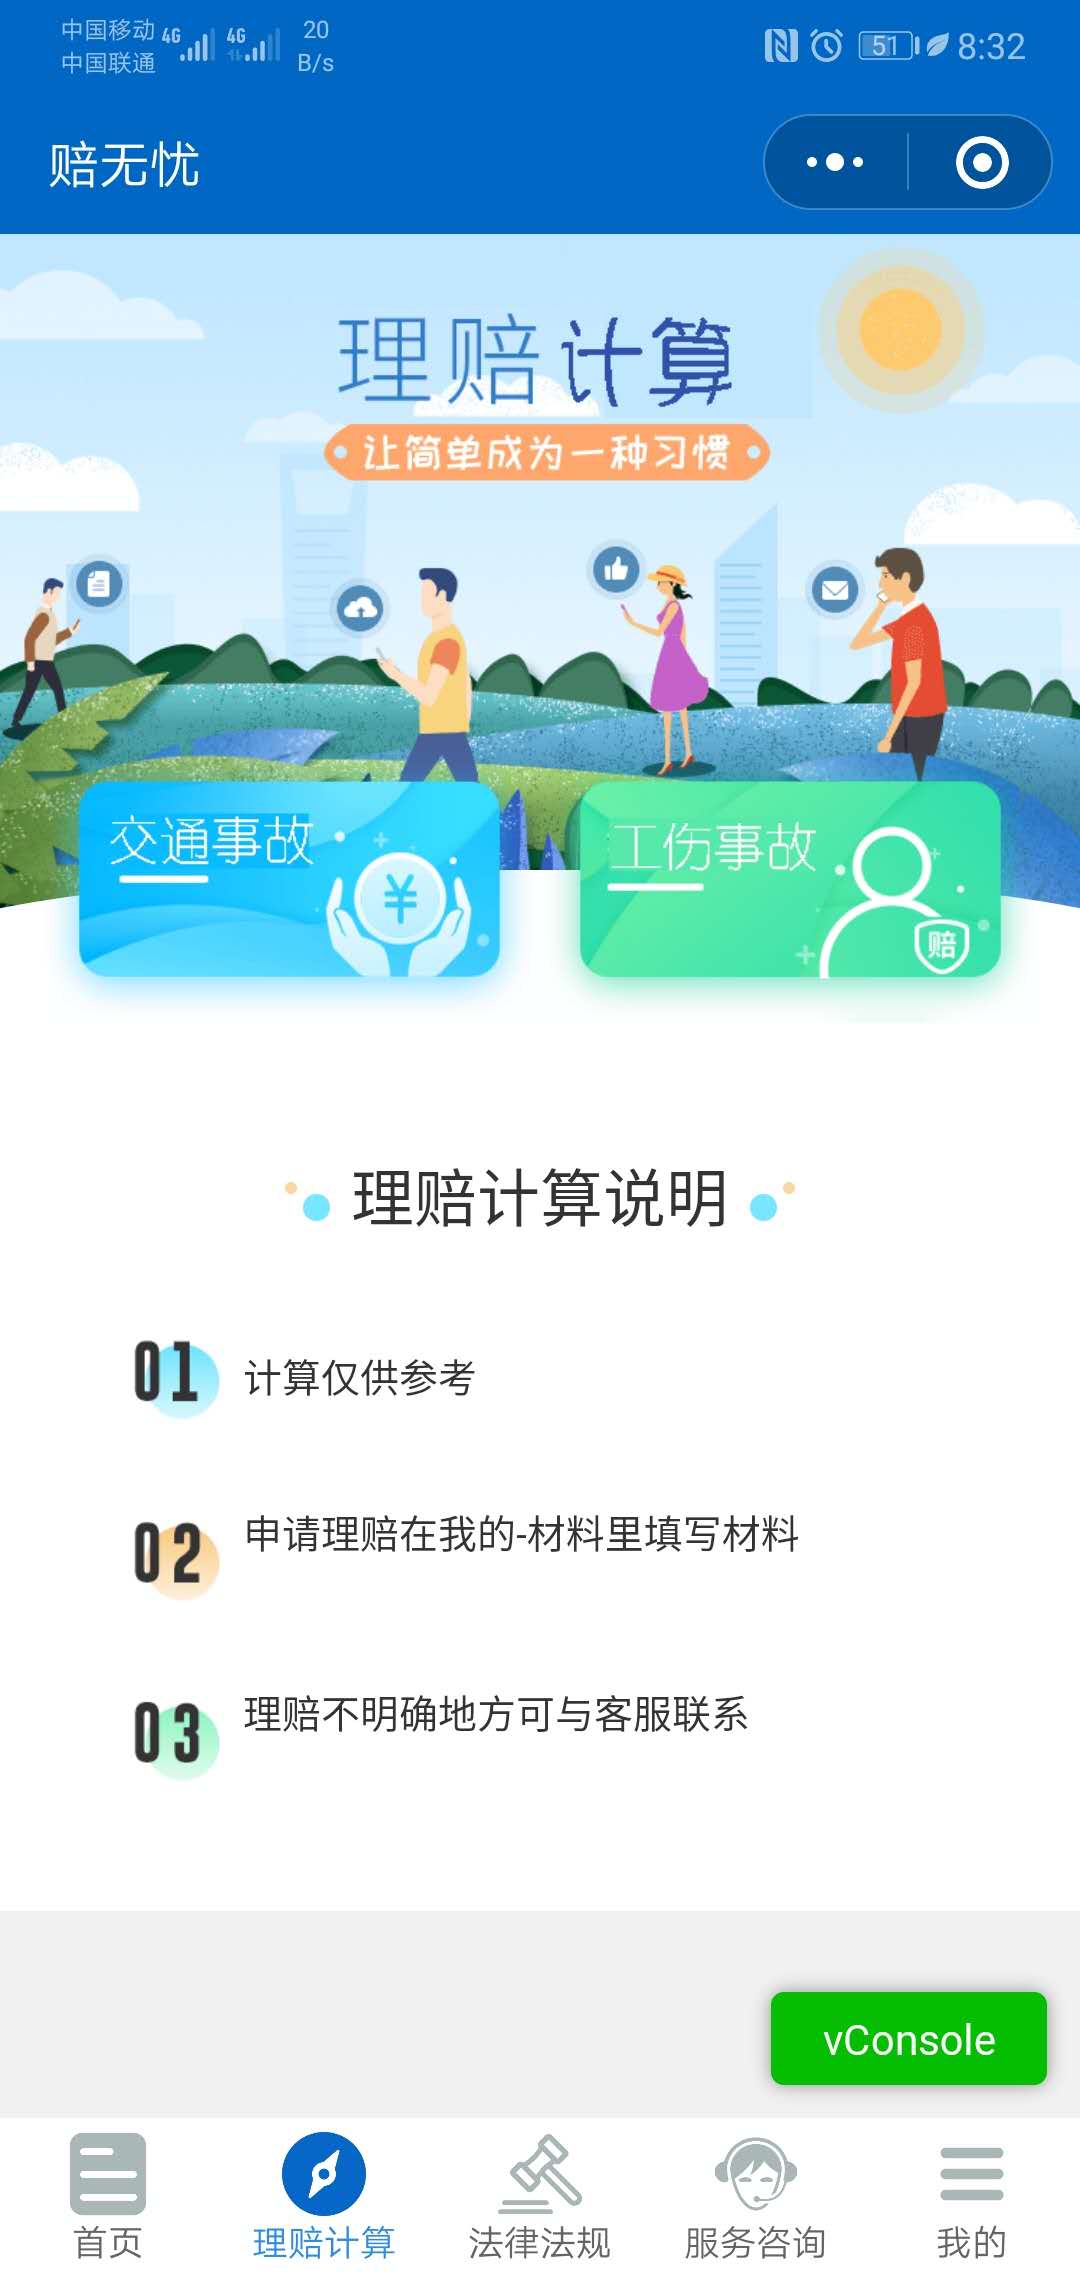 中国移动 4G 4G 20
中国联通 B/s
51 8:32
赔无忧
理赔计算
让简单成为一种习惯
交通事故
¥
工伤事故
赔
理赔计算说明
01 计算仅供参考
02 申请理赔在我的-材料里填写材料
03 理赔不明确地方可与客服联系
vConsole
首页 理赔计算 法律法规 服务咨询 我的